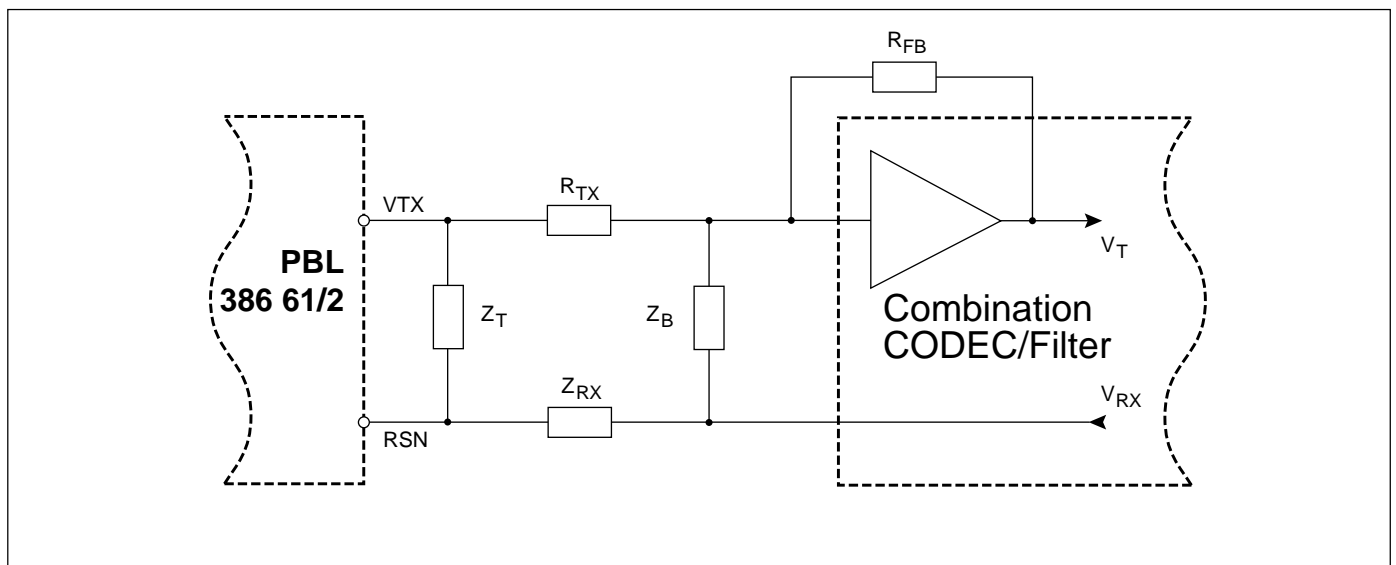 R_FB
R_TX
VTX
V_T
PBL
386 61/2
Z_T
Z_B
Combination
CODEC/Filter
Z_RX
V_RX
RSN